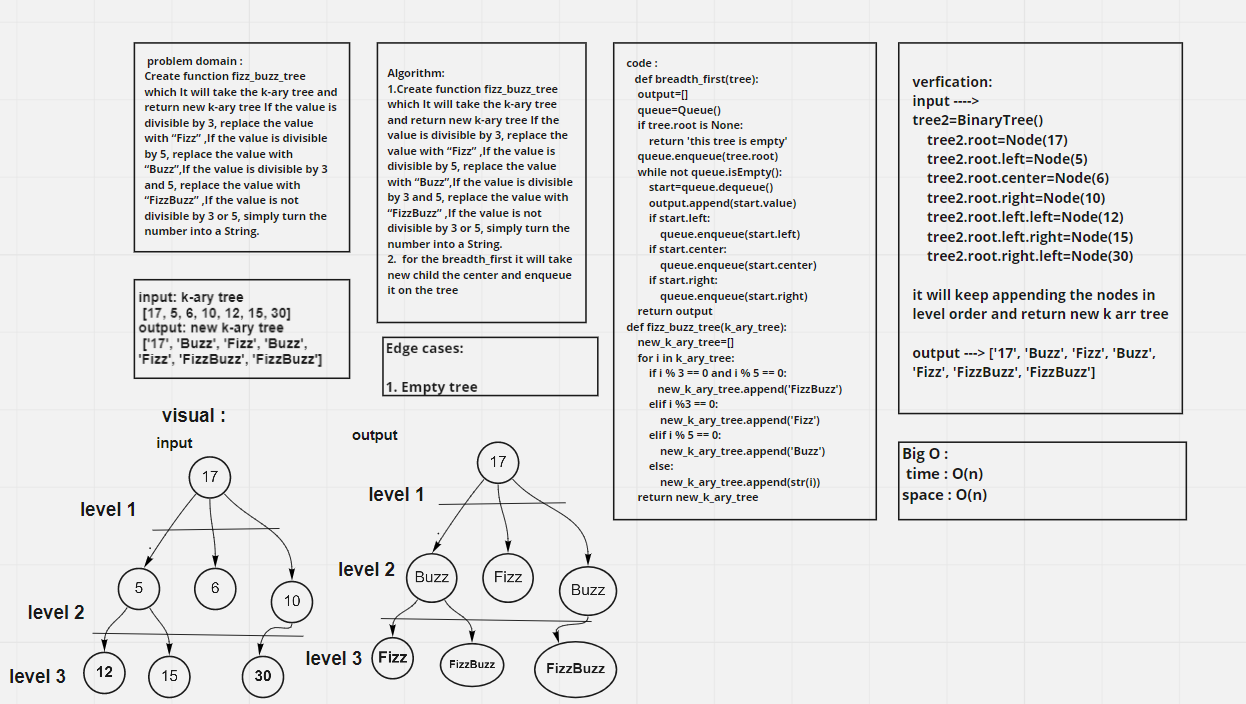 problem domain :
Create function fizz_buzz_tree
which It will take the k-ary tree and
return new k-ary tree If the value is
divisible by 3, replace the value
with “Fizz” ,If the value is divisible
by 5, replace the value with
“Buzz”,If the value is divisible by 3
and 5, replace the value with
“FizzBuzz” ,If the value is not
divisible by 3 or 5, simply turn the
number into a String.
input: k-ary tree
[17, 5, 6, 10, 12, 15, 30]
output: new k-ary tree
['17', 'Buzz', 'Fizz', 'Buzz',
'Fizz', 'FizzBuzz', 'FizzBuzz']
Algorithm:
1.Create function fizz_buzz_tree
which It will take the k-ary tree
and return new k-ary tree If the
value is divisible by 3, replace the
value with “Fizz” ,If the value is
divisible by 5, replace the value
with “Buzz”,If the value is divisible
by 3 and 5, replace the value with
“FizzBuzz” ,If the value is not
divisible by 3 or 5, simply turn the
number into a String.
2. for the breadth_first it will take
new child the center and enqueue
it on the tree
Edge cases:
1. Empty tree
code :
def breadth_first(tree):
output=[]
queue=Queue()
if tree.root is None:
return 'this tree is empty'
queue.enqueue(tree.root)
while not queue.isEmpty():
start=queue.dequeue()
output.append(start.value)
if start.left:
queue.enqueue(start.left)
if start.center:
queue.enqueue(start.center)
if start.right:
queue.enqueue(start.right)
return output
def fizz_buzz_tree(k_ary_tree):
new_k_ary_tree=[]
for i in k_ary_tree:
if i % 3 == 0 and i % 5 == 0:
new_k_ary_tree.append('FizzBuzz')
elif i %3 == 0:
new_k_ary_tree.append('Fizz')
elif i % 5 == 0:
new_k_ary_tree.append('Buzz')
else:
new_k_ary_tree.append(str(i))
return new_k_ary_tree
verfication:
input ---->
tree2=BinaryTree()
tree2.root=Node(17)
tree2.root.left=Node(5)
tree2.root.center=Node(6)
tree2.root.right=Node(10)
tree2.root.left.left=Node(12)
tree2.root.left.right=Node(15)
tree2.root.right.left=Node(30)
it will keep appending the nodes in
level order and return new k arr tree
output ---> ['17', 'Buzz', 'Fizz', 'Buzz',
'Fizz', 'FizzBuzz', 'FizzBuzz']
Big O :
time : O(n)
space : O(n)
visual :
input
17
level 1
5
6
10
level 2
12
15
30
level 3
output
17
level 1
level 2
Buzz
Fizz
Buzz
level 3
Fizz
FizzBuzz
FizzBuzz